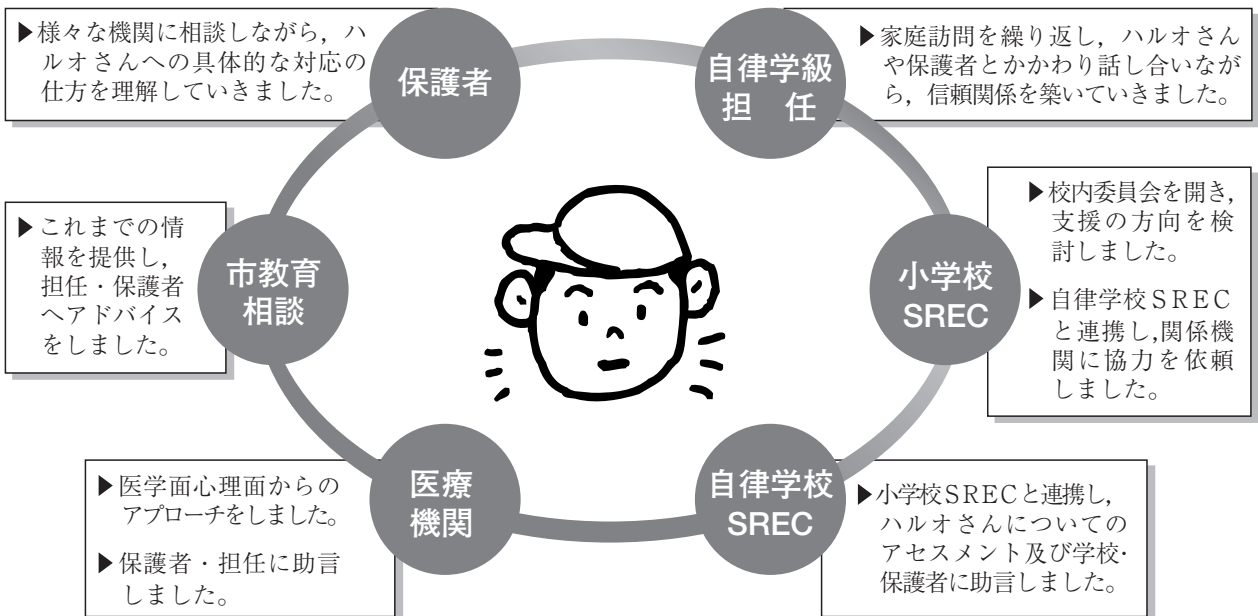 ▶様々な機関に相談しながら，ハ
ルオさんへの具体的な対応の
仕方を理解していきました。
保護者
自律学級
担 任
▶家庭訪問を繰り返し，ハルオさん
や保護者とかかわり話し合いなが
ら，信頼関係を築いていきました。
▶これまでの情
報を提供し，
担任・保護者
へアドバイス
をしました。
市教育
相談
小学校
SREC
▶校内委員会を開き，
支援の方向を検
討しました。
▶自律学校SREC
と連携し，関係機
関に協力を依頼
しました。
▶医学面心理面からの
アプローチをしました。
▶保護者・担任に助言
しました。
医療
機関
自律学校
SREC
▶小学校SRECと連携し，
ハルオさんについての
アセスメント及び学校・
保護者に助言しました。